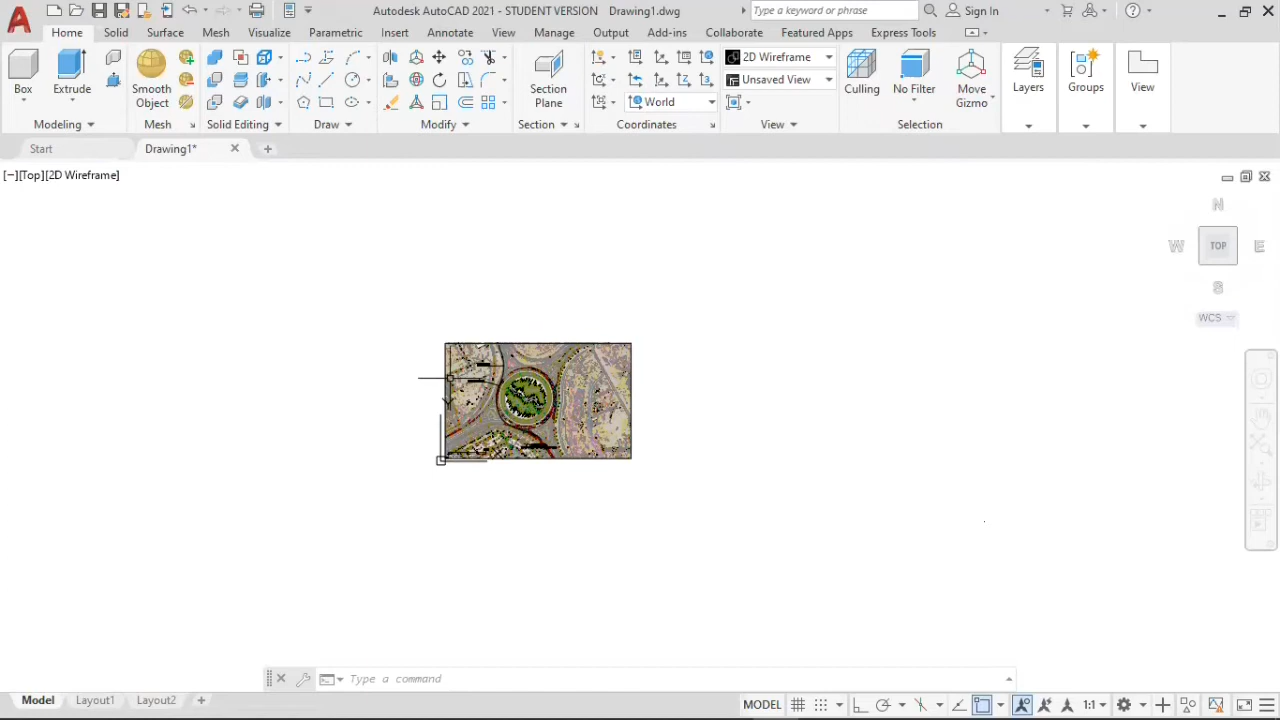 Autodesk AutoCAD 2021 - STUDENT VERSION Drawing1.dwg
Type a keyword or phrase
Sign In
Home Solid Surface Mesh Visualize Parametric Insert Annotate View Manage Output Add-ins Collaborate Featured Apps Express Tools
Box
Extrude
Smooth
Object
Section
Plane
2D Wireframe
Unsaved View
World
Culling
No Filter
Move
Gizmo
Layers
Groups
View
Modeling
Mesh
Solid Editing
Draw
Modify
Section
Coordinates
View
Selection
Start
Drawing1*
[−][Top][2D Wireframe]
N
W
TOP
E
S
WCS
Type a command
Model
Layout1
Layout2
MODEL
1:1